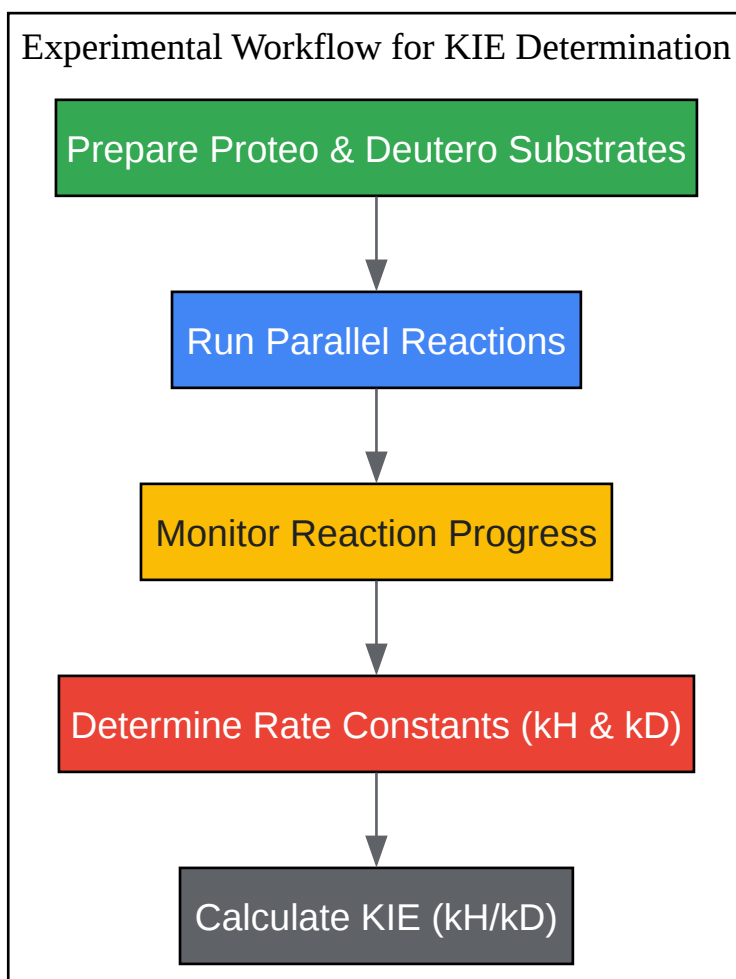 Experimental Workflow for KIE Determination
Prepare Proteo & Deutero Substrates
Run Parallel Reactions
Monitor Reaction Progress
Determine Rate Constants (kH & kD)
Calculate KIE (kH/kD)